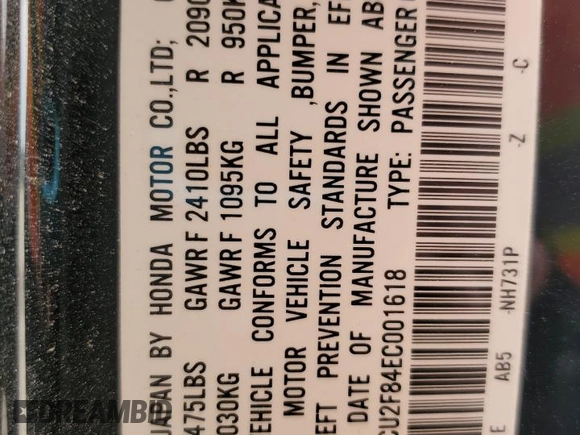 JAPAN BY HONDA MOTOR CO.,LTD;
475LBS GAWR F 2410LBS R 2090
030KG GAWR F 1095KG R 950K
VEHICLE CONFORMS TO ALL APPLICA
MOTOR VEHICLE SAFETY ,BUMPER,
EFT PREVENTION STANDARDS IN EF
DATE OF MANUFACTURE SHOWN AB
CU2F84EC001618 TYPE: PASSENGER
E AB5 -NH731P -Z -C
DREAMBID